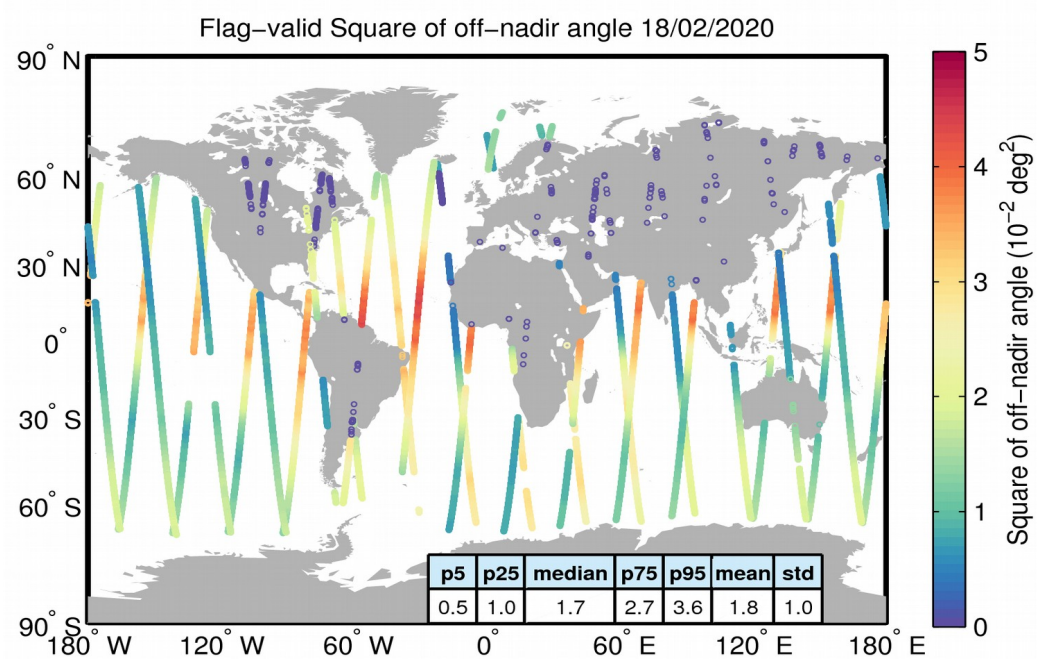 Flag−valid Square of off−nadir angle 18/02/2020
90° N
60° N
30° N
0°
30° S
60° S
90° S
180° W
120° W
60° W
0°
60° E
120° E
180° E
p5 p25 median p75 p95 mean std
0.5 1.0 1.7 2.7 3.6 1.8 1.0
5
4
3
2
1
0
Square of off−nadir angle (10⁻² deg²)